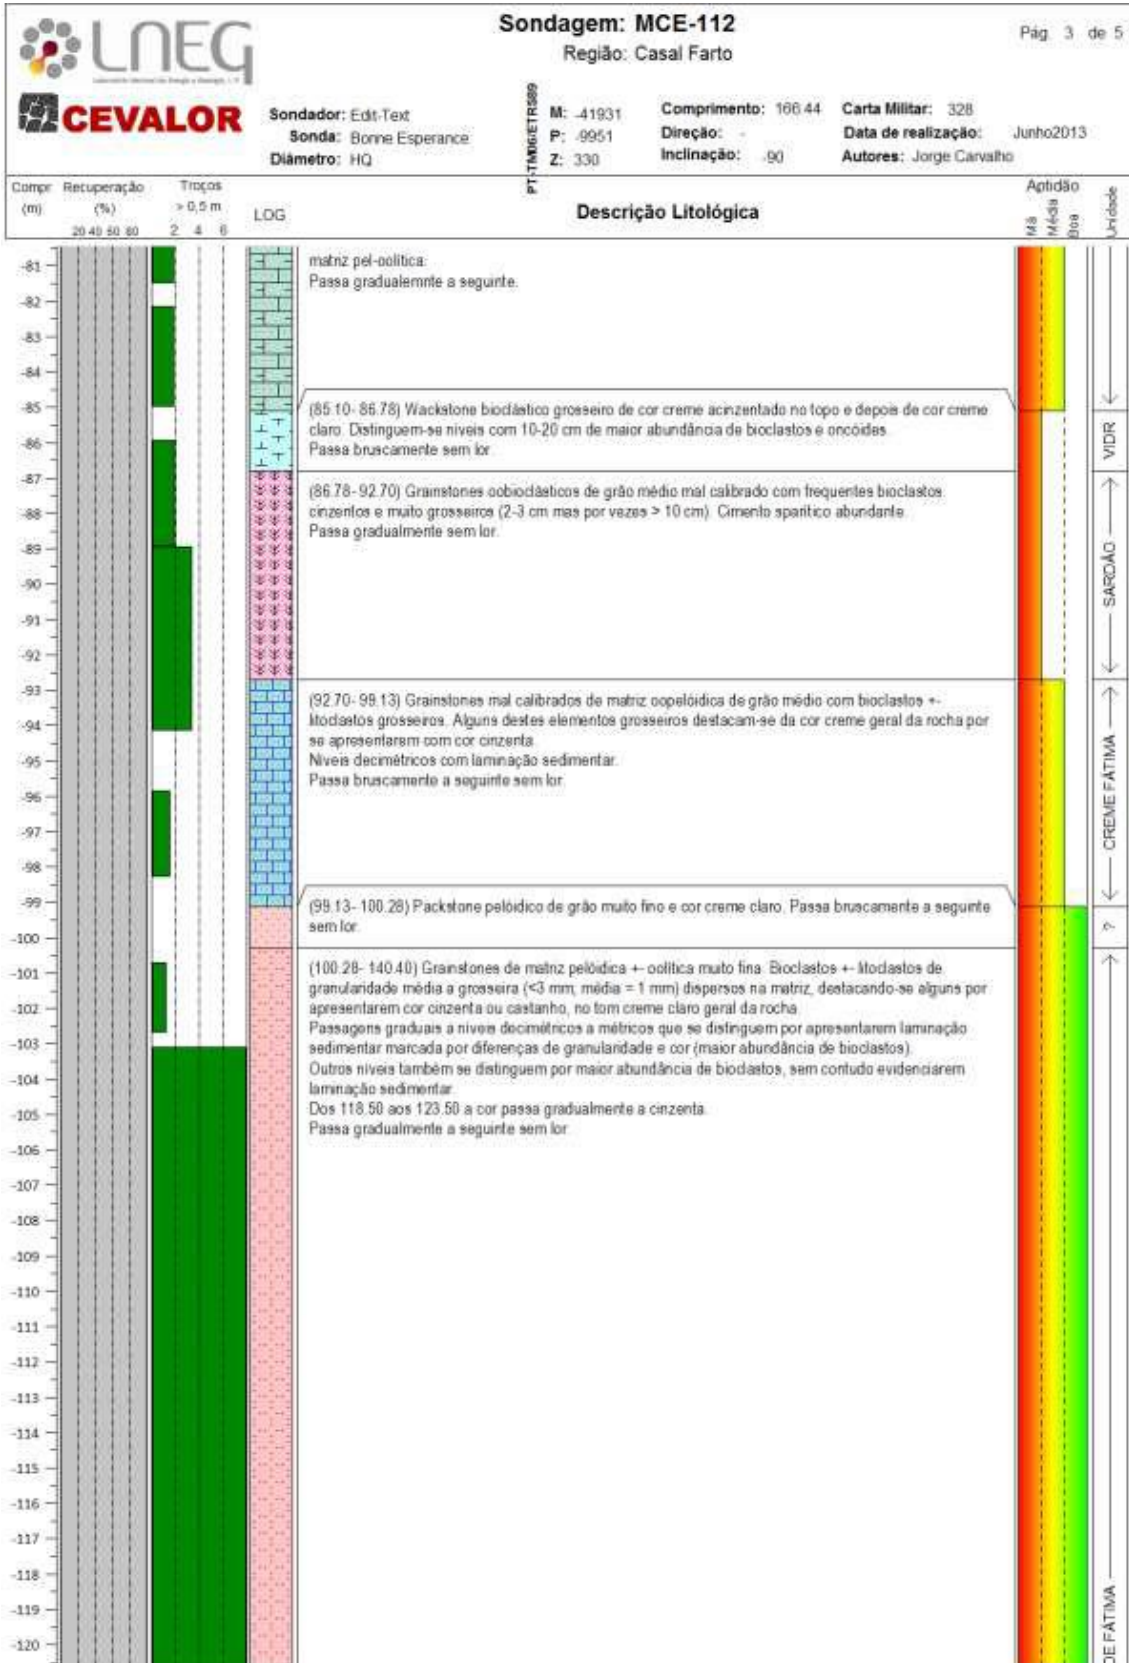 LNEG
CEVALOR
Sondagem: MCE-112
Região: Casal Farto
Pág. 3 de 5
Sondador: Edit-Text
Sonda: Bonne Esperance
Diâmetro: HQ
PT-TM06/ETRS89
M: -41931
P: -9951
Z: 330
Comprimento: 166.44
Direção: -
Inclinação: -90
Carta Militar: 328
Data de realização: Junho2013
Autores: Jorge Carvalho
Compr (m)
Recuperação (%)
20 40 60 80
Troços > 0,5 m
2 4 6
LOG
Descrição Litológica
Aptidão
Má Média Boa
Unidade
-81
-82
-83
-84
-85
-86
-87
-88
-89
-90
-91
-92
-93
-94
-95
-96
-97
-98
-99
-100
-101
-102
-103
-104
-105
-106
-107
-108
-109
-110
-111
-112
-113
-114
-115
-116
-117
-118
-119
-120
matriz pel-oolítica.
Passa gradualemnte a seguinte.
(85.10- 86.78) Wackstone bioclástico grosseiro de cor creme acinzentado no topo e depois de cor creme
claro. Distinguem-se níveis com 10-20 cm de maior abundância de bioclastos e oncóides.
Passa bruscamente sem lor.
(86.78- 92.70) Grainstones oobioclásticos de grão médio mal calibrado com frequentes bioclastos
cinzentos e muito grosseiros (2-3 cm mas por vezes > 10 cm). Cimento sparítico abundante.
Passa gradualmente sem lor.
(92.70- 99.13) Grainstones mal calibrados de matriz oopelóidica de grão médio com bioclastos +-
litoclastos grosseiros. Alguns destes elementos grosseiros destacam-se da cor creme geral da rocha por
se apresentarem com cor cinzenta.
Níveis decimétricos com laminação sedimentar.
Passa bruscamente a seguinte sem lor.
(99.13- 100.28) Packstone pelóidico de grão muito fino e cor creme claro. Passa bruscamente a seguinte
sem lor.
(100.28- 140.40) Grainstones de matriz pelóidica +- oolítica muito fina. Bioclastos +- litoclastos de
granularidade média a grosseira (<3 mm; média = 1 mm) dispersos na matriz, destacando-se alguns por
apresentarem cor cinzenta ou castanho, no tom creme claro geral da rocha.
Passagens graduais a níveis decimétricos a métricos que se distinguem por apresentarem laminação
sedimentar marcada por diferenças de granularidade e cor (maior abundância de bioclastos).
Outros níveis também se distinguem por maior abundância de bioclastos, sem contudo evidenciarem
laminação sedimentar.
Dos 118.50 aos 123.50 a cor passa gradualmente a cinzenta.
Passa gradualmente a seguinte sem lor.
VIDR
SARDÃO
CREME FÁTIMA
?
DE FÁTIMA